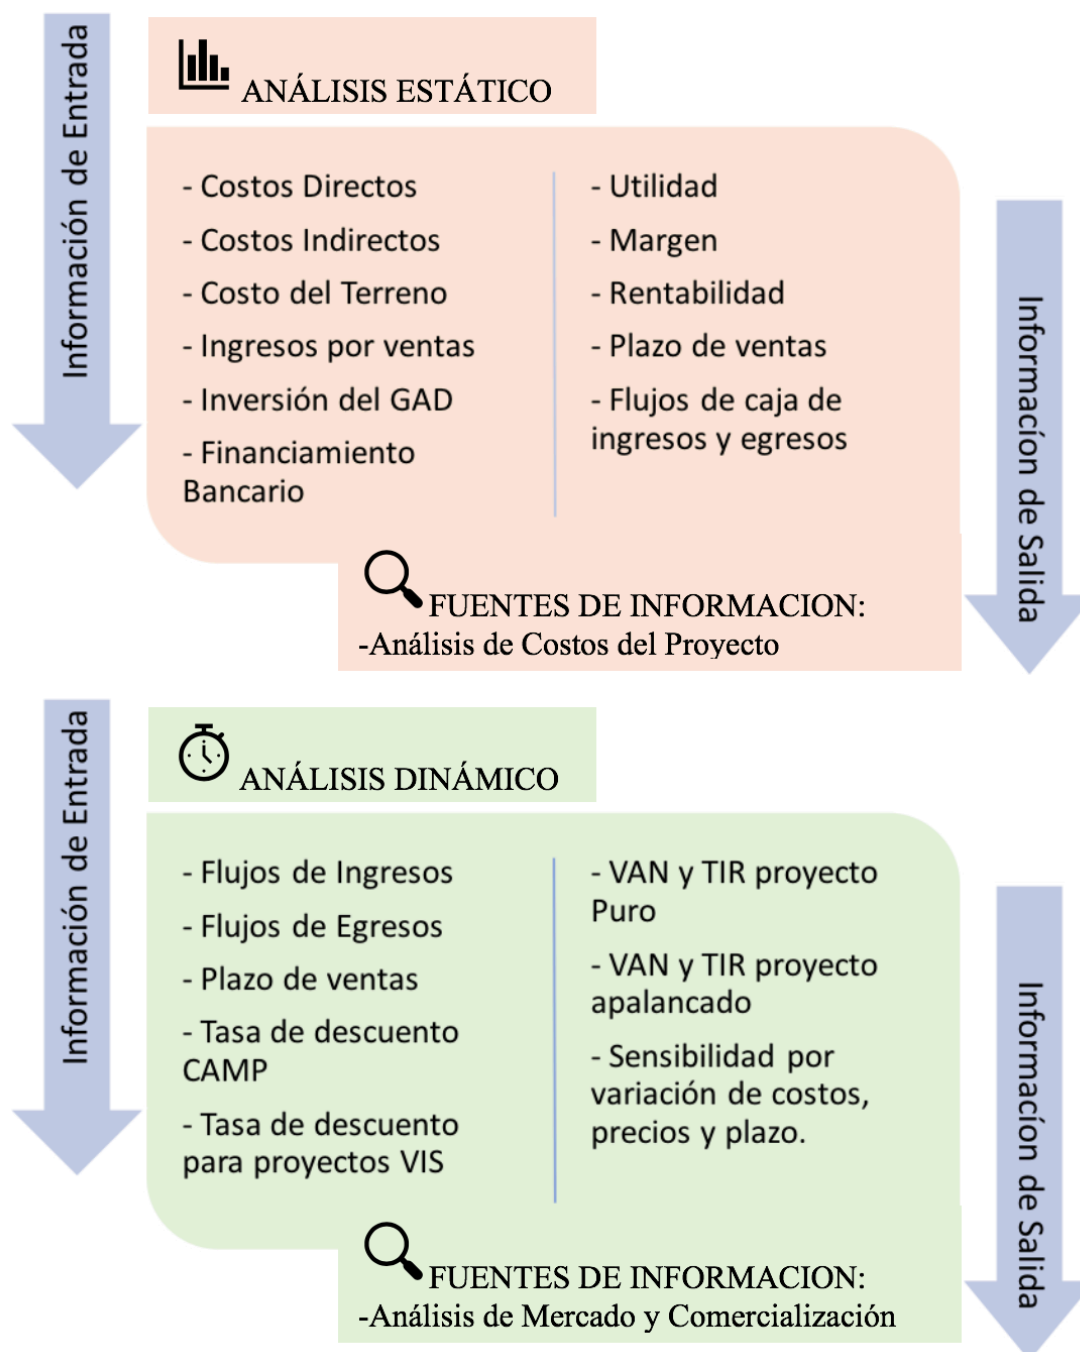 Información de Entrada
ANÁLISIS ESTÁTICO
- Costos Directos
- Costos Indirectos
- Costo del Terreno
- Ingresos por ventas
- Inversión del GAD
- Financiamiento
Bancario
- Utilidad
- Margen
- Rentabilidad
- Plazo de ventas
- Flujos de caja de
ingresos y egresos
Informacíon de Salida
FUENTES DE INFORMACION:
-Análisis de Costos del Proyecto
Información de Entrada
ANÁLISIS DINÁMICO
- Flujos de Ingresos
- Flujos de Egresos
- Plazo de ventas
- Tasa de descuento
CAMP
- Tasa de descuento
para proyectos VIS
- VAN y TIR proyecto
Puro
- VAN y TIR proyecto
apalancado
- Sensibilidad por
variación de costos,
precios y plazo.
Informacíon de Salida
FUENTES DE INFORMACION:
-Análisis de Mercado y Comercialización